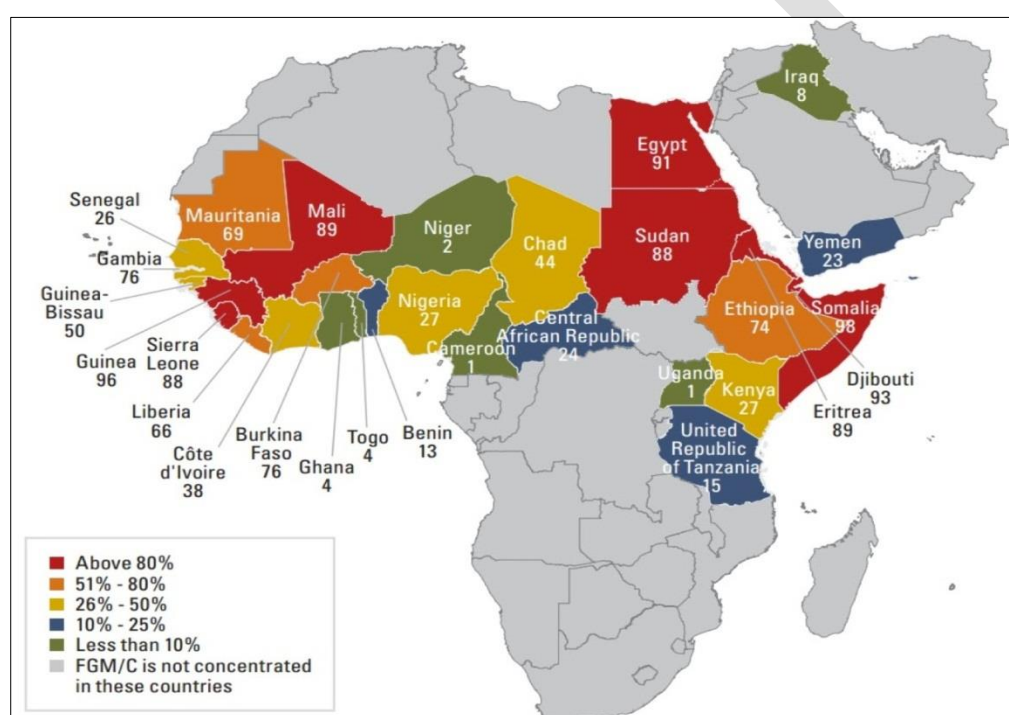 Iraq
8
Egypt
91
Senegal
26
Mauritania
69
Mali
89
Niger
2
Chad
44
Sudan
88
Yemen
23
Gambia
76
Guinea-
Bissau
50
Nigeria
27
Ethiopia
74
Somalia
98
Guinea
96
Sierra
Leone
88
Central
African Republic
24
Cameroon
1
Uganda
1
Kenya
27
Djibouti
93
Eritrea
89
Liberia
66
Côte
d'Ivoire
38
Burkina
Faso
76
Ghana
4
Togo
4
Benin
13
United
Republic
of Tanzania
15
Above 80%
51% - 80%
26% - 50%
10% - 25%
Less than 10%
FGM/C is not concentrated
in these countries